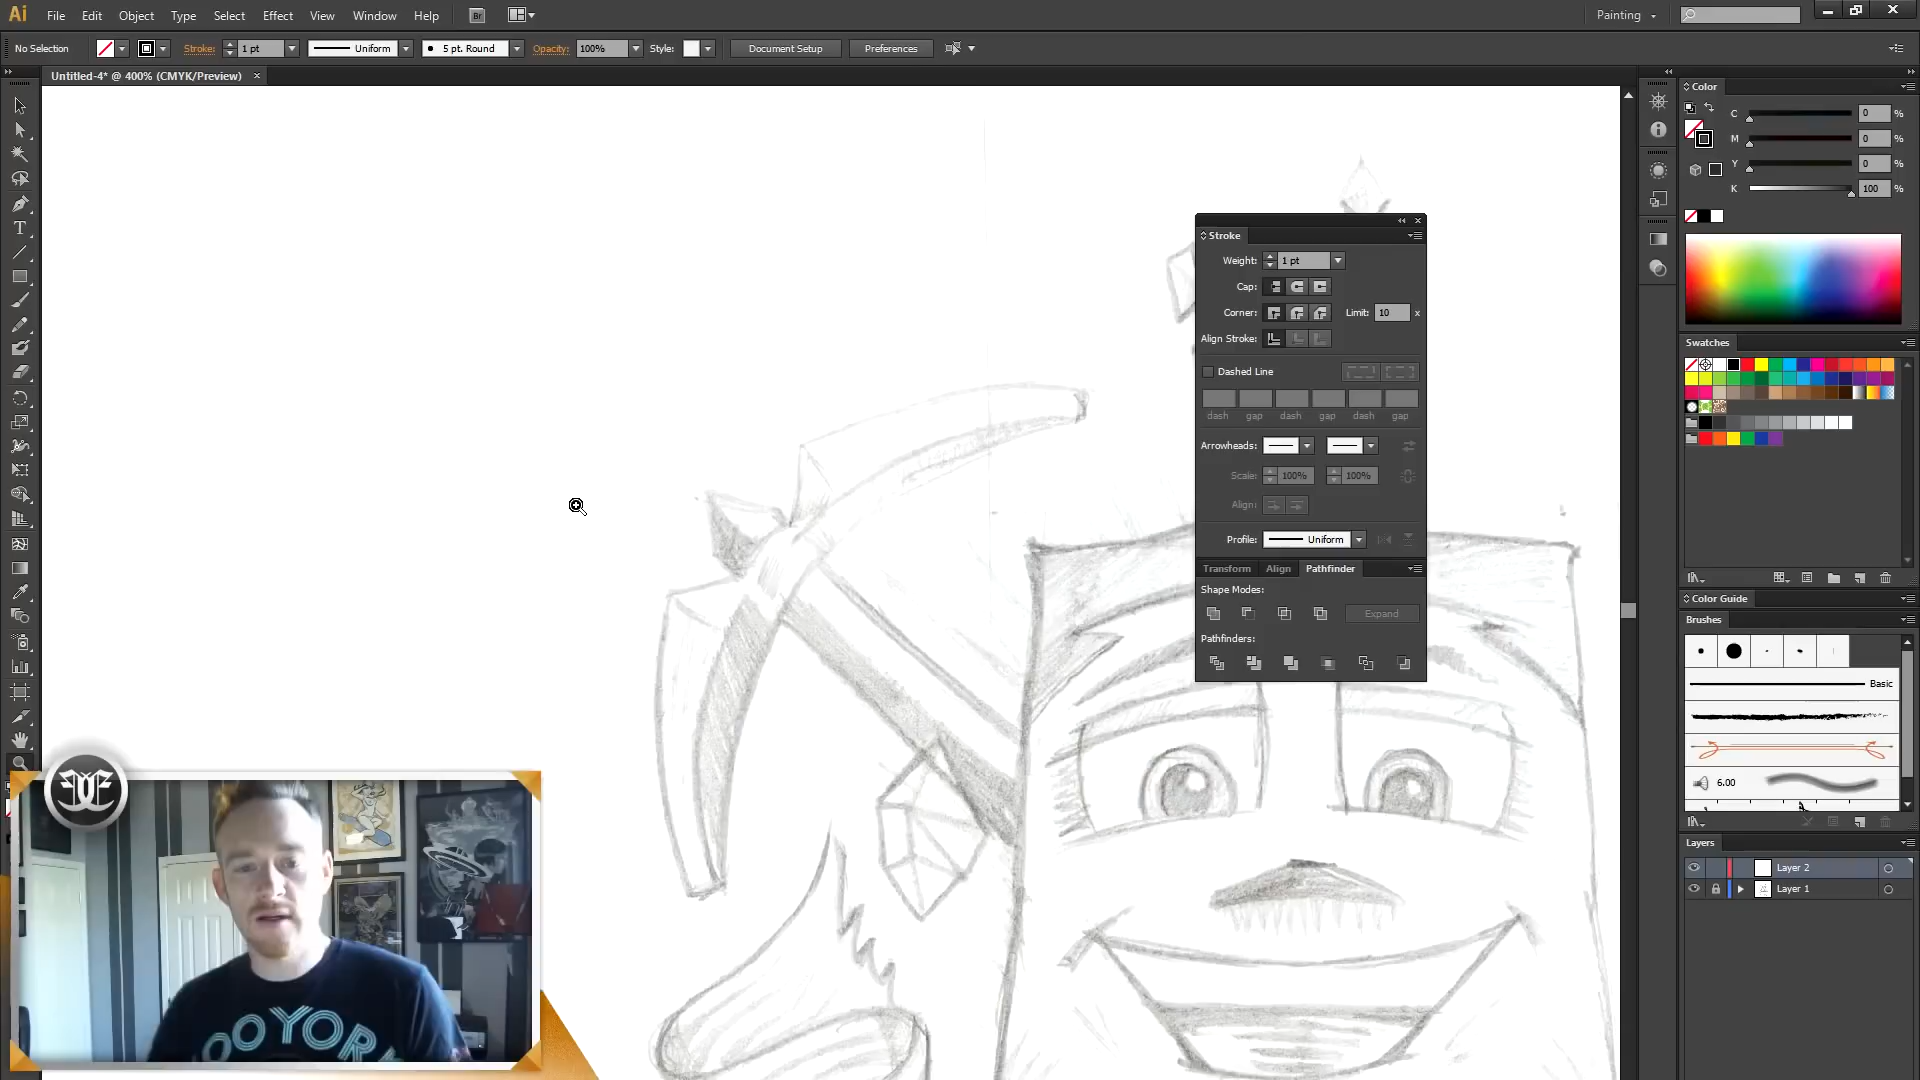 Ai File Edit Object Type Select Effect View Window Help Br Painting
No Selection Stroke: 1 pt Uniform 5 pt. Round Opacity: 100% Style: Document Setup Preferences
Untitled-4* @ 400% (CMYK/Preview)
Color
C 0 %
M 0 %
Y 0 %
K 100 %
Stroke
Weight: 1 pt
Cap:
Corner: Limit: 10 x
Align Stroke:
Dashed Line
dash gap dash gap dash gap
Arrowheads:
Scale: 100% 100%
Align:
Profile: Uniform
Transform Align Pathfinder
Shape Modes:
Expand
Pathfinders:
Swatches
Color Guide
Brushes
Basic
6.00
Layers
Layer 2
Layer 1
OO YORK